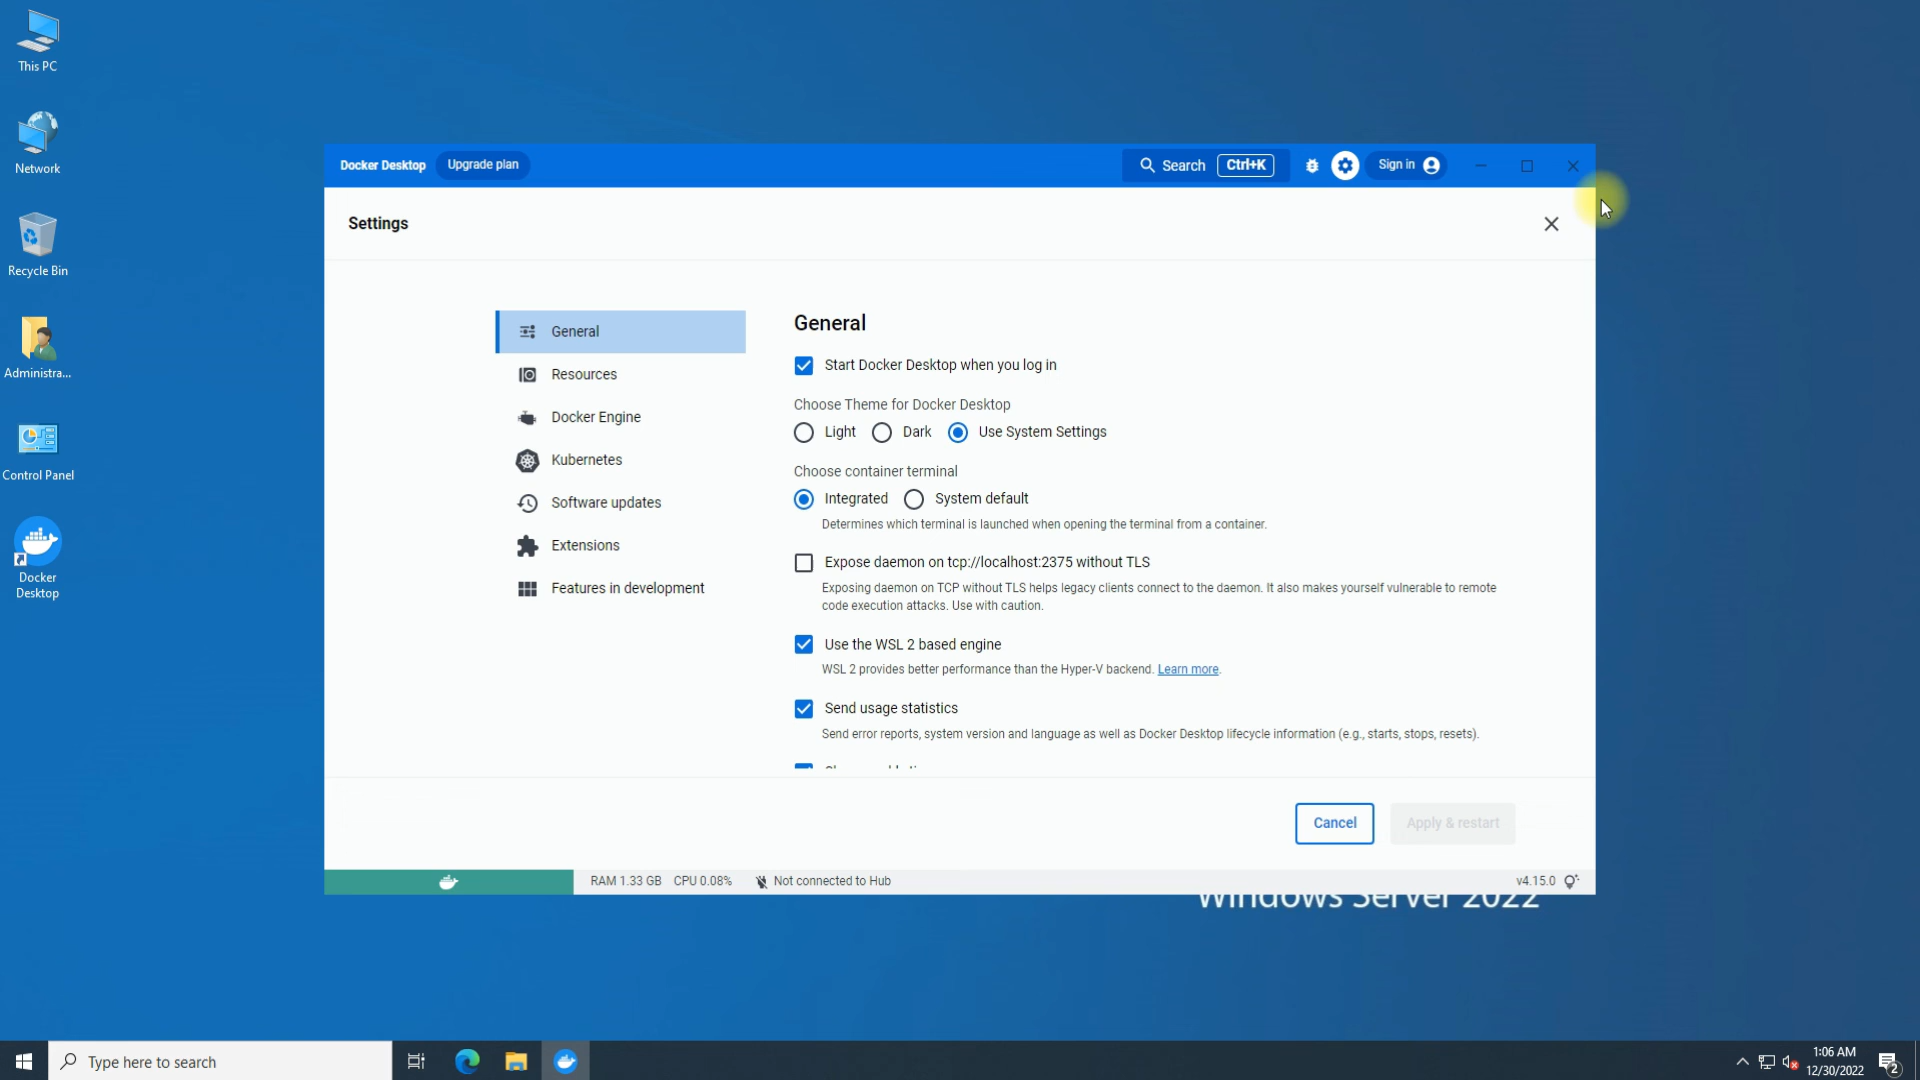 This PC
Network
Recycle Bin
Administra...
Control Panel
Docker
Desktop
Docker Desktop
Upgrade plan
Search
Ctrl+K
Sign in
Settings
General
Resources
Docker Engine
Kubernetes
Software updates
Extensions
Features in development
General
Start Docker Desktop when you log in
Choose Theme for Docker Desktop
Light
Dark
Use System Settings
Choose container terminal
Integrated
System default
Determines which terminal is launched when opening the terminal from a container.
Expose daemon on tcp://localhost:2375 without TLS
Exposing daemon on TCP without TLS helps legacy clients connect to the daemon. It also makes yourself vulnerable to remote
code execution attacks. Use with caution.
Use the WSL 2 based engine
WSL 2 provides better performance than the Hyper-V backend. Learn more.
Send usage statistics
Send error reports, system version and language as well as Docker Desktop lifecycle information (e.g., starts, stops, resets).
Cancel
Apply & restart
RAM 1.33 GB CPU 0.08%
Not connected to Hub
v4.15.0
Windows Server 2022
Type here to search
1:06 AM
12/30/2022
2